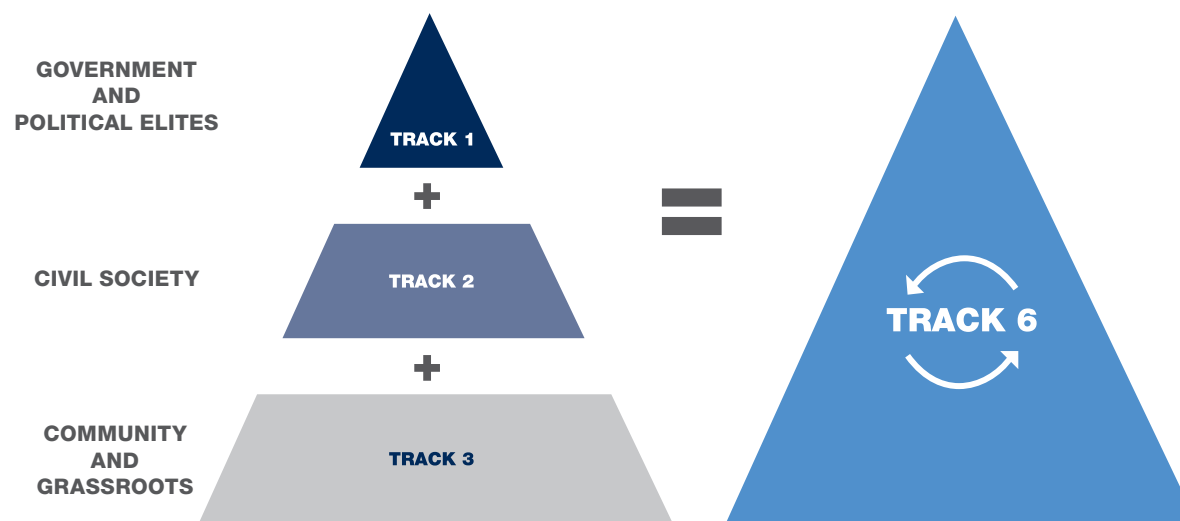 GOVERNMENT
AND
POLITICAL ELITES
TRACK 1
+
CIVIL SOCIETY
TRACK 2
+
COMMUNITY
AND
GRASSROOTS
TRACK 3
=
TRACK 6